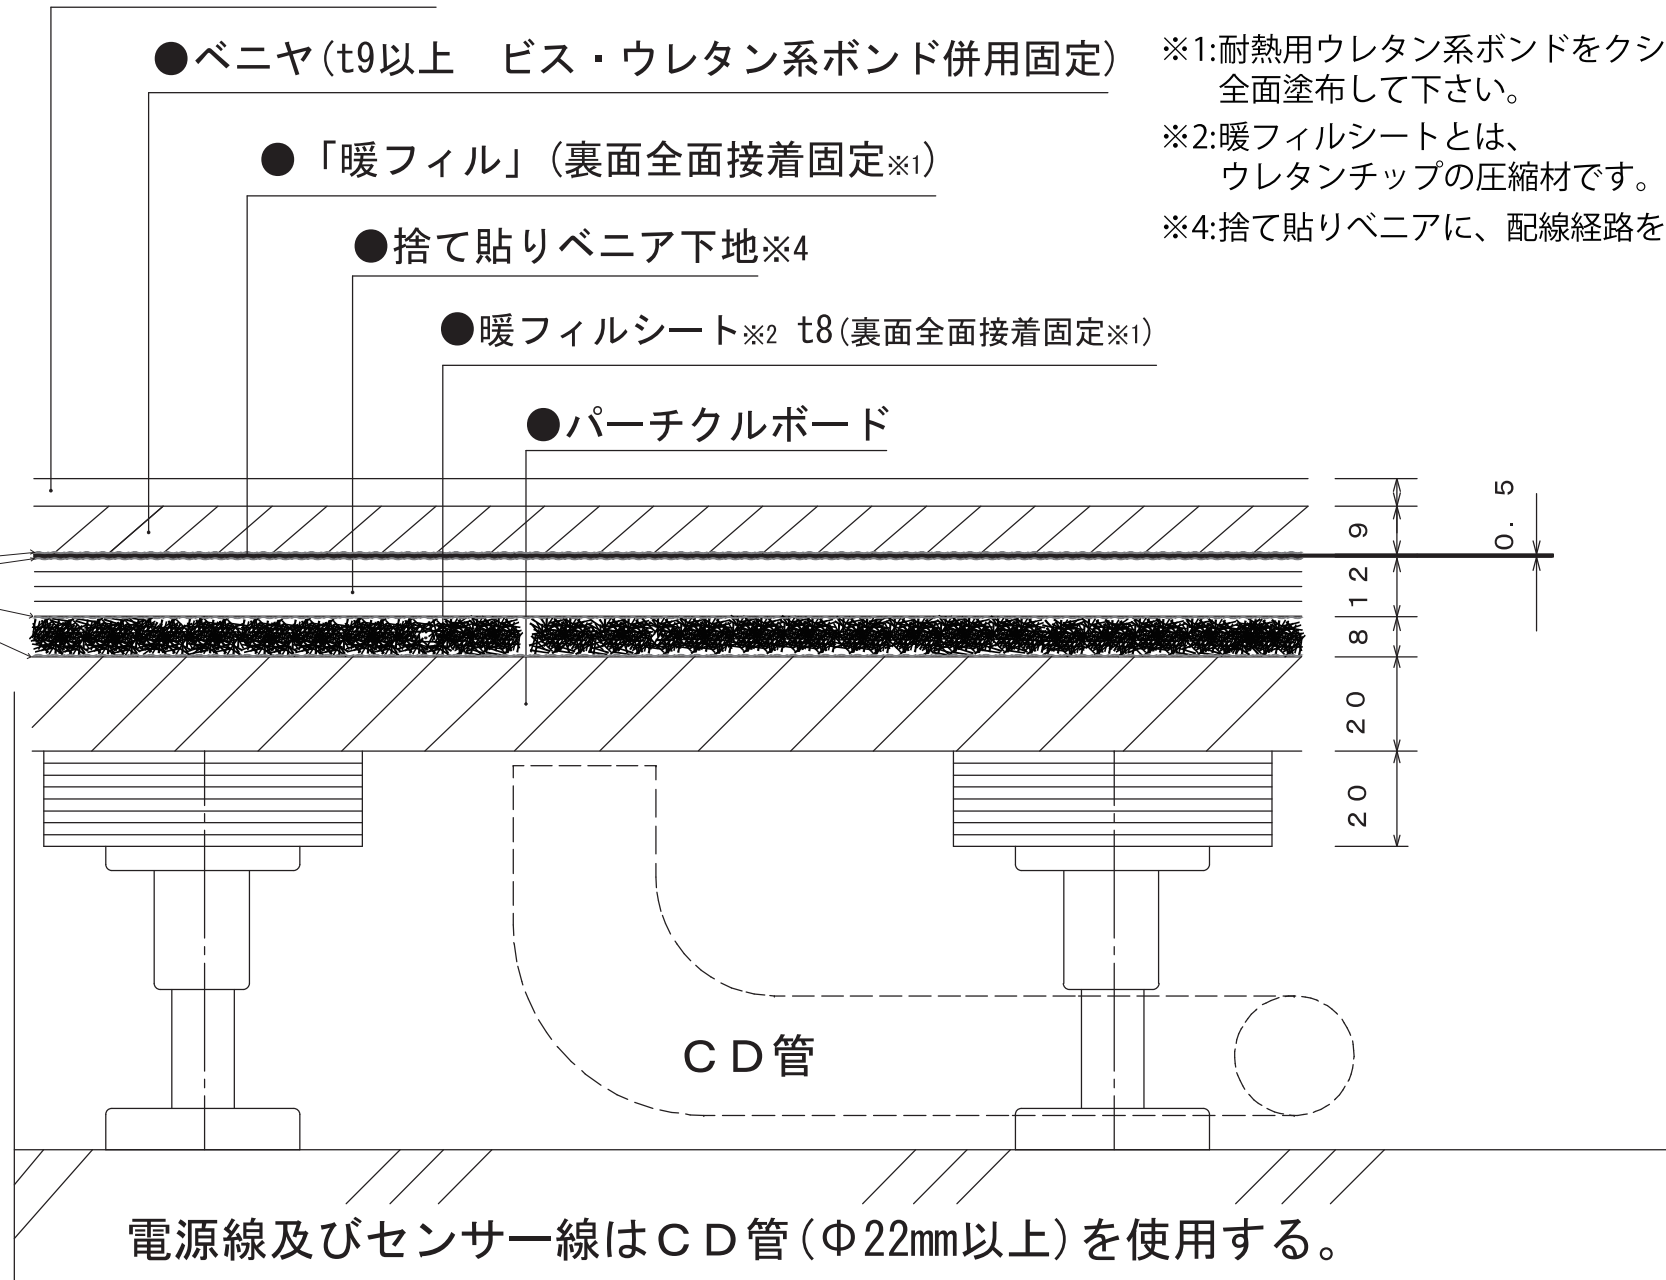 ●ベニヤ(t9以上　ビス・ウレタン系ボンド併用固定)
●「暖フィル」(裏面全面接着固定※1)
●捨て貼りベニア下地※4
●暖フィルシート※2 t8(裏面全面接着固定※1)
●パーチクルボード
※1:耐熱用ウレタン系ボンドをクシ
全面塗布して下さい。
※2:暖フィルシートとは、
ウレタンチップの圧縮材です。
※4:捨て貼りベニアに、配線経路を
0.5
9
12
8
20
20
ＣＤ管
電源線及びセンサー線はＣＤ管(Φ22mm以上)を使用する。